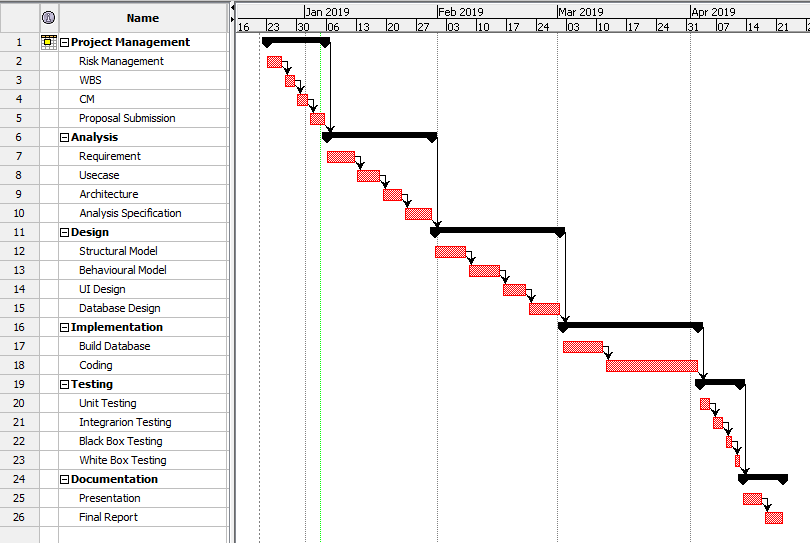 Name
Jan 2019 Feb 2019 Mar 2019 Apr 2019
16 23 30 06 13 20 27 03 10 17 24 03 10 17 24 31 07 14 21
1 Project Management
2 Risk Management
3 WBS
4 CM
5 Proposal Submission
6 Analysis
7 Requirement
8 Usecase
9 Architecture
10 Analysis Specification
11 Design
12 Structural Model
13 Behavioural Model
14 UI Design
15 Database Design
16 Implementation
17 Build Database
18 Coding
19 Testing
20 Unit Testing
21 Integrarion Testing
22 Black Box Testing
23 White Box Testing
24 Documentation
25 Presentation
26 Final Report